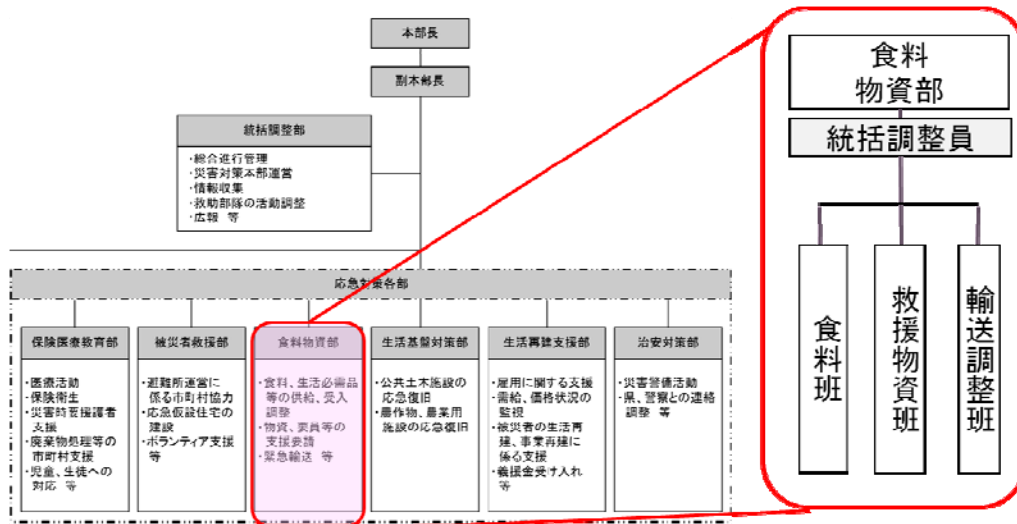 本部長
副本部長
統括調整部
・総合進行管理
・災害対策本部運営
・情報収集
・救助部隊の活動調整
・広報 等
応急対策各部
保険医療教育部
・医療活動
・保険衛生
・災害時要援護者
支援
・廃棄物処理等の
市町村支援
・児童、生徒への
対応 等
被災者救援部
・避難所運営に
係る市町村協力
・応急仮設住宅の
建設
・ボランティア支援
等
食料物資部
・食料、生活必需品
等の供給、受入
調整
・物資、要員等の
支援要請
・緊急輸送 等
生活基盤対策部
・公共土木施設の
応急復旧
・農作物、農業用
施設の応急復旧
生活再建支援部
・雇用に関する支援
・需給、価格状況の
監視
・被災者の生活再
建、事業再建に
係る支援
・義援金受け入れ
等
治安対策部
・災害警備活動
・県、警察との連絡
調整 等
食料
物資部
統括調整員
食料班
救援物資班
輸送調整班